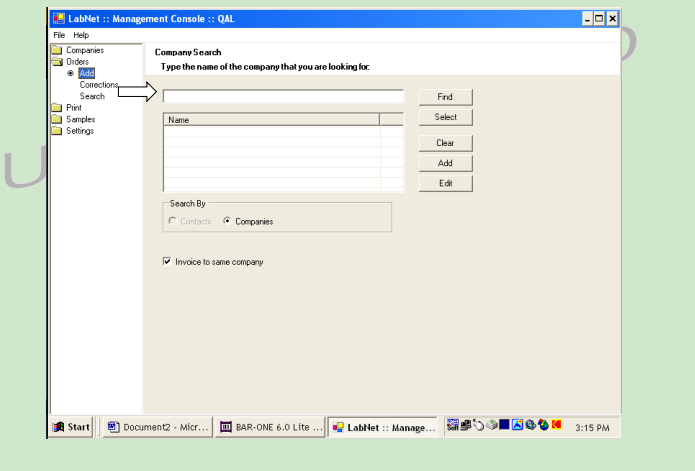 LabNet :: Management Console :: QAL
File Help
Companies
Orders
Add
Corrections
Search
Print
Samples
Settings
Company Search
Type the name of the company that you are looking for.
Find
Name
Select
Clear
Add
Edit
Search By
Contacts Companies
Invoice to same company
Start Document2 - Micr... BAR-ONE 6.0 Lite ... LabNet :: Manage... 3:15 PM